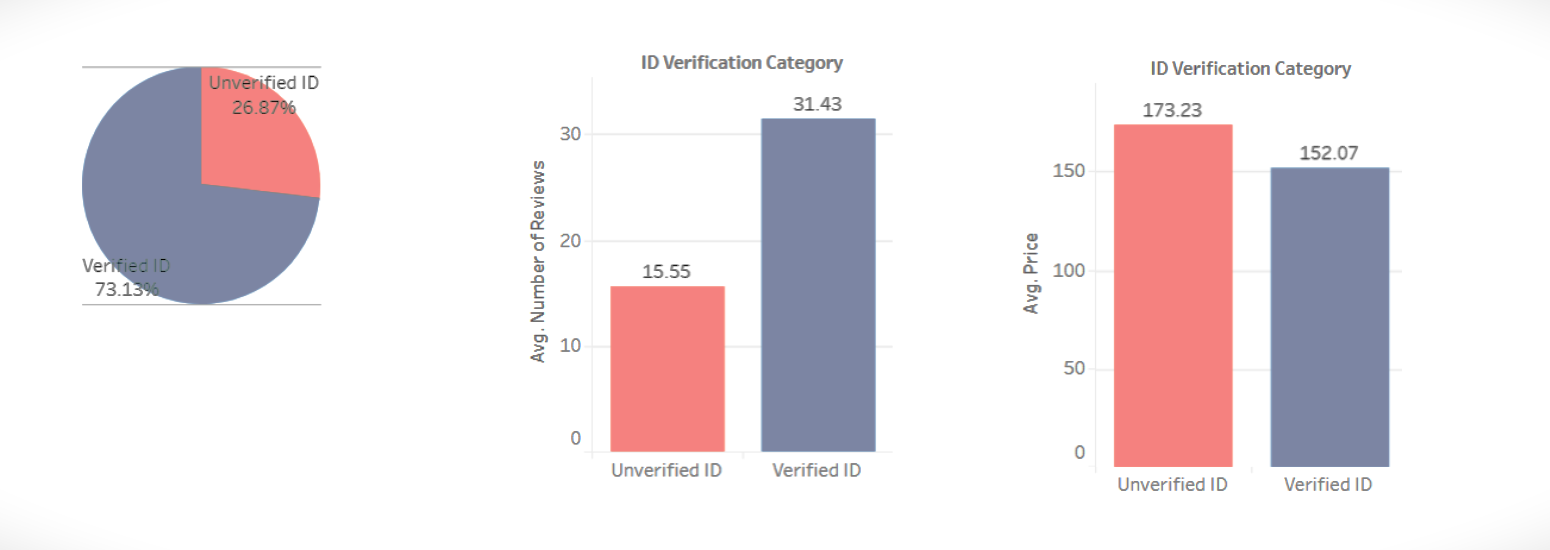 Unverified ID
26.87%
Verified ID
73.13%
ID Verification Category
Avg. Number of Reviews
30
20
10
0
15.55
31.43
Unverified ID
Verified ID
ID Verification Category
Avg. Price
150
100
50
0
173.23
152.07
Unverified ID
Verified ID